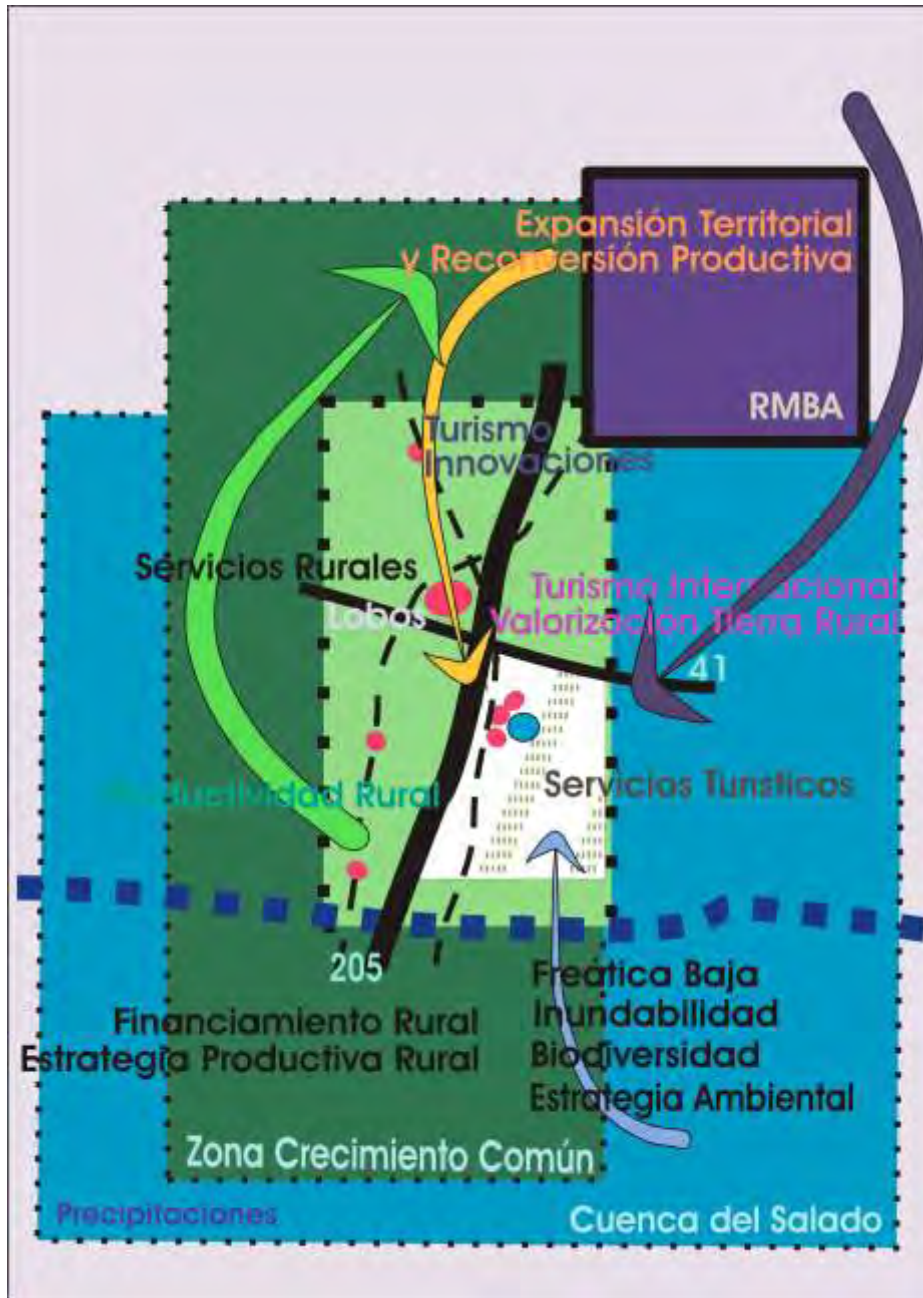 Expansión Territorial
y Reconversión Productiva
RMBA
Turismo
Innovaciones
Servicios Rurales
Lobos
Turismo Internacional
Valorización Tierra Rural
41
Servicios Turísticos
Rural
205
Freática Baja
Inundabilidad
Biodiversidad
Estrategia Ambiental
Financiamiento Rural
Estrategia Productiva Rural
Zona Crecimiento Común
Precipitaciones
Cuenca del Salado